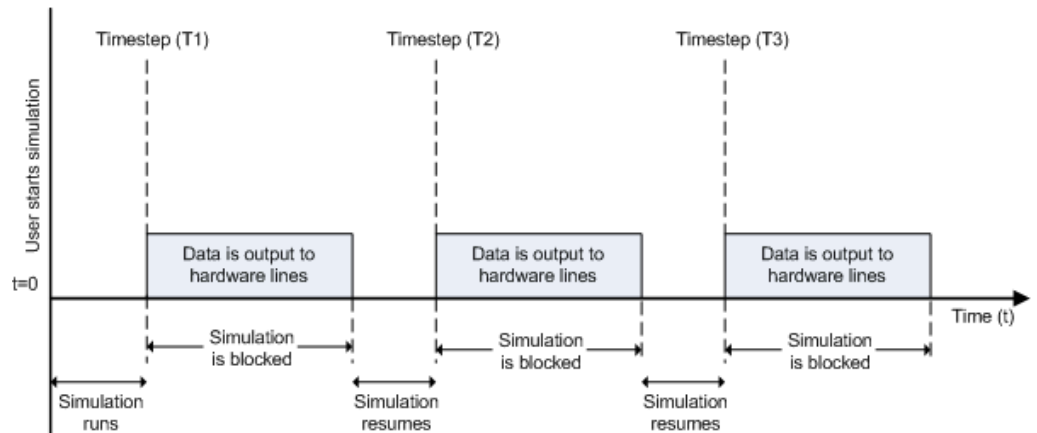 Timestep (T1)
Timestep (T2)
Timestep (T3)
User starts simulation
Data is output to
hardware lines
Data is output to
hardware lines
Data is output to
hardware lines
t=0
Time (t)
Simulation
is blocked
Simulation
is blocked
Simulation
is blocked
Simulation
runs
Simulation
resumes
Simulation
resumes